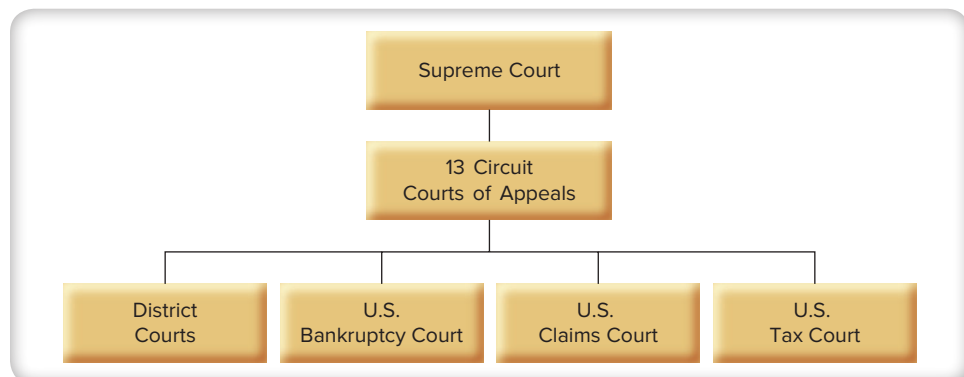 Supreme Court
13 Circuit
Courts of Appeals
District
Courts
U.S.
Bankruptcy Court
U.S.
Claims Court
U.S.
Tax Court